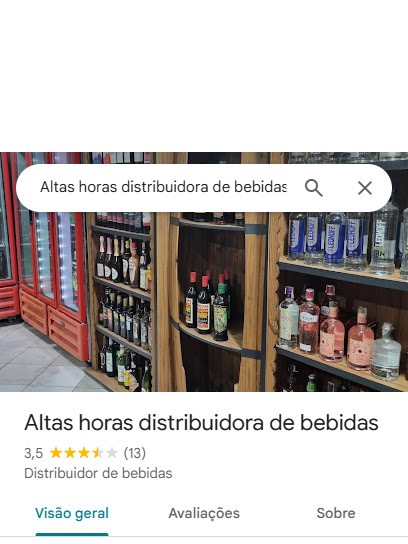 Altas horas distribuidora de bebidas
Altas horas distribuidora de bebidas
3,5 (13)
Distribuidor de bebidas
Visão geral Avaliações Sobre